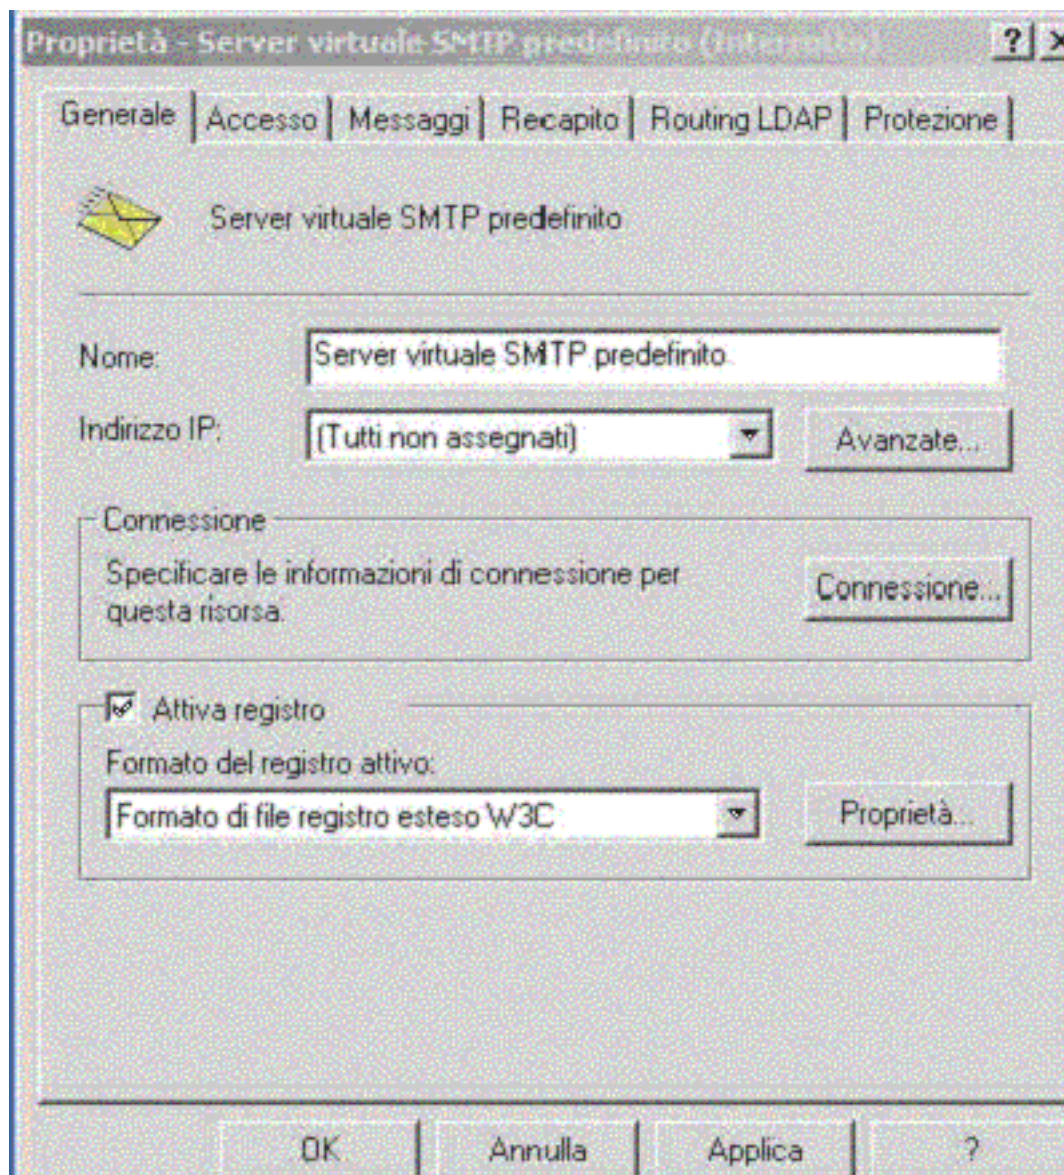 Proprietà - Server virtuale SMTP predefinito (Interrotto)
? ×
Generale Accesso Messaggi Recapito Routing LDAP Protezione
Server virtuale SMTP predefinito
Nome: Server virtuale SMTP predefinito
Indirizzo IP: (Tutti non assegnati) Avanzate...
Connessione
Specificare le informazioni di connessione per
questa risorsa. Connessione...
Attiva registro
Formato del registro attivo:
Formato di file registro esteso W3C Proprietà...
OK Annulla Applica ?